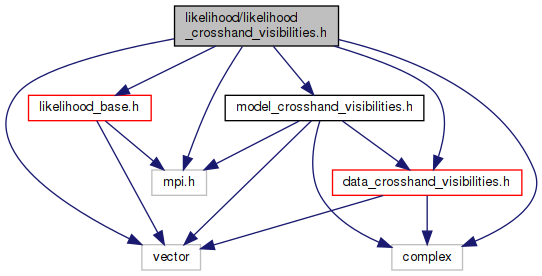 likelihood/likelihood
_crosshand_visibilities.h
likelihood_base.h
model_crosshand_visibilities.h
mpi.h
data_crosshand_visibilities.h
vector
complex